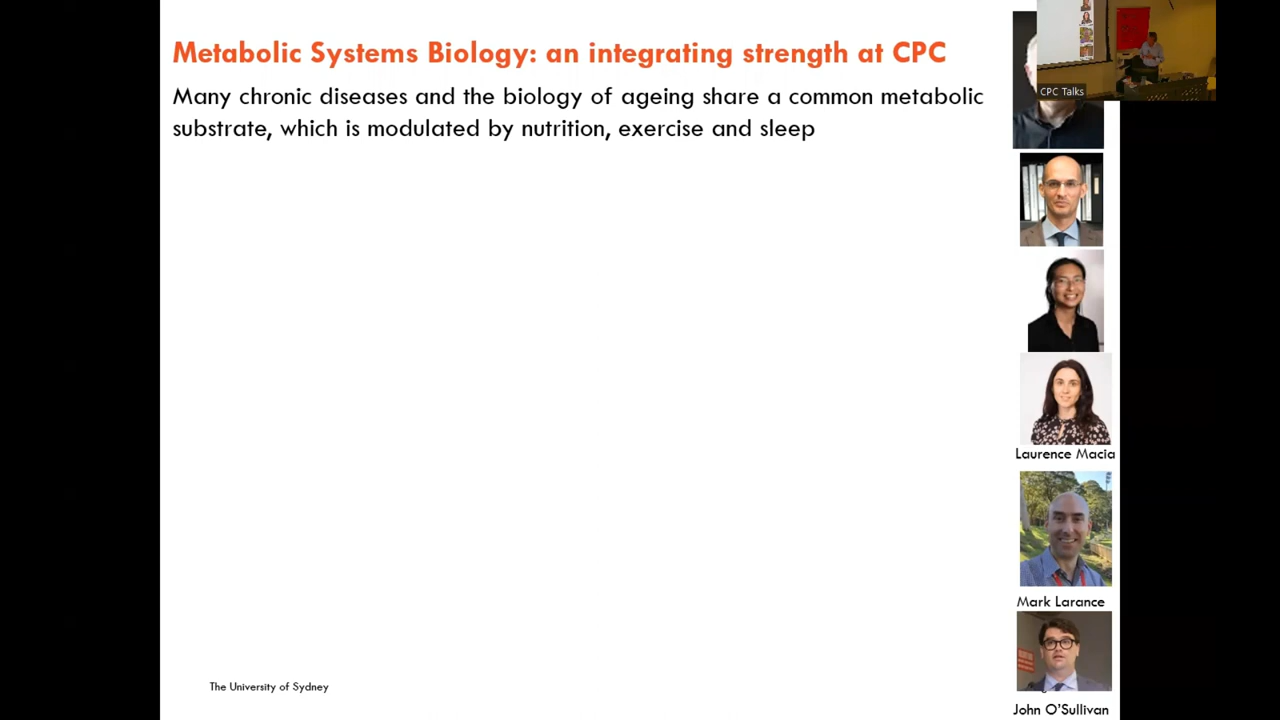 Metabolic Systems Biology: an integrating strength at CPC
Many chronic diseases and the biology of ageing share a common metabolic
substrate, which is modulated by nutrition, exercise and sleep
CPC Talks
Laurence Macia
Mark Larance
John O'Sullivan
The University of Sydney